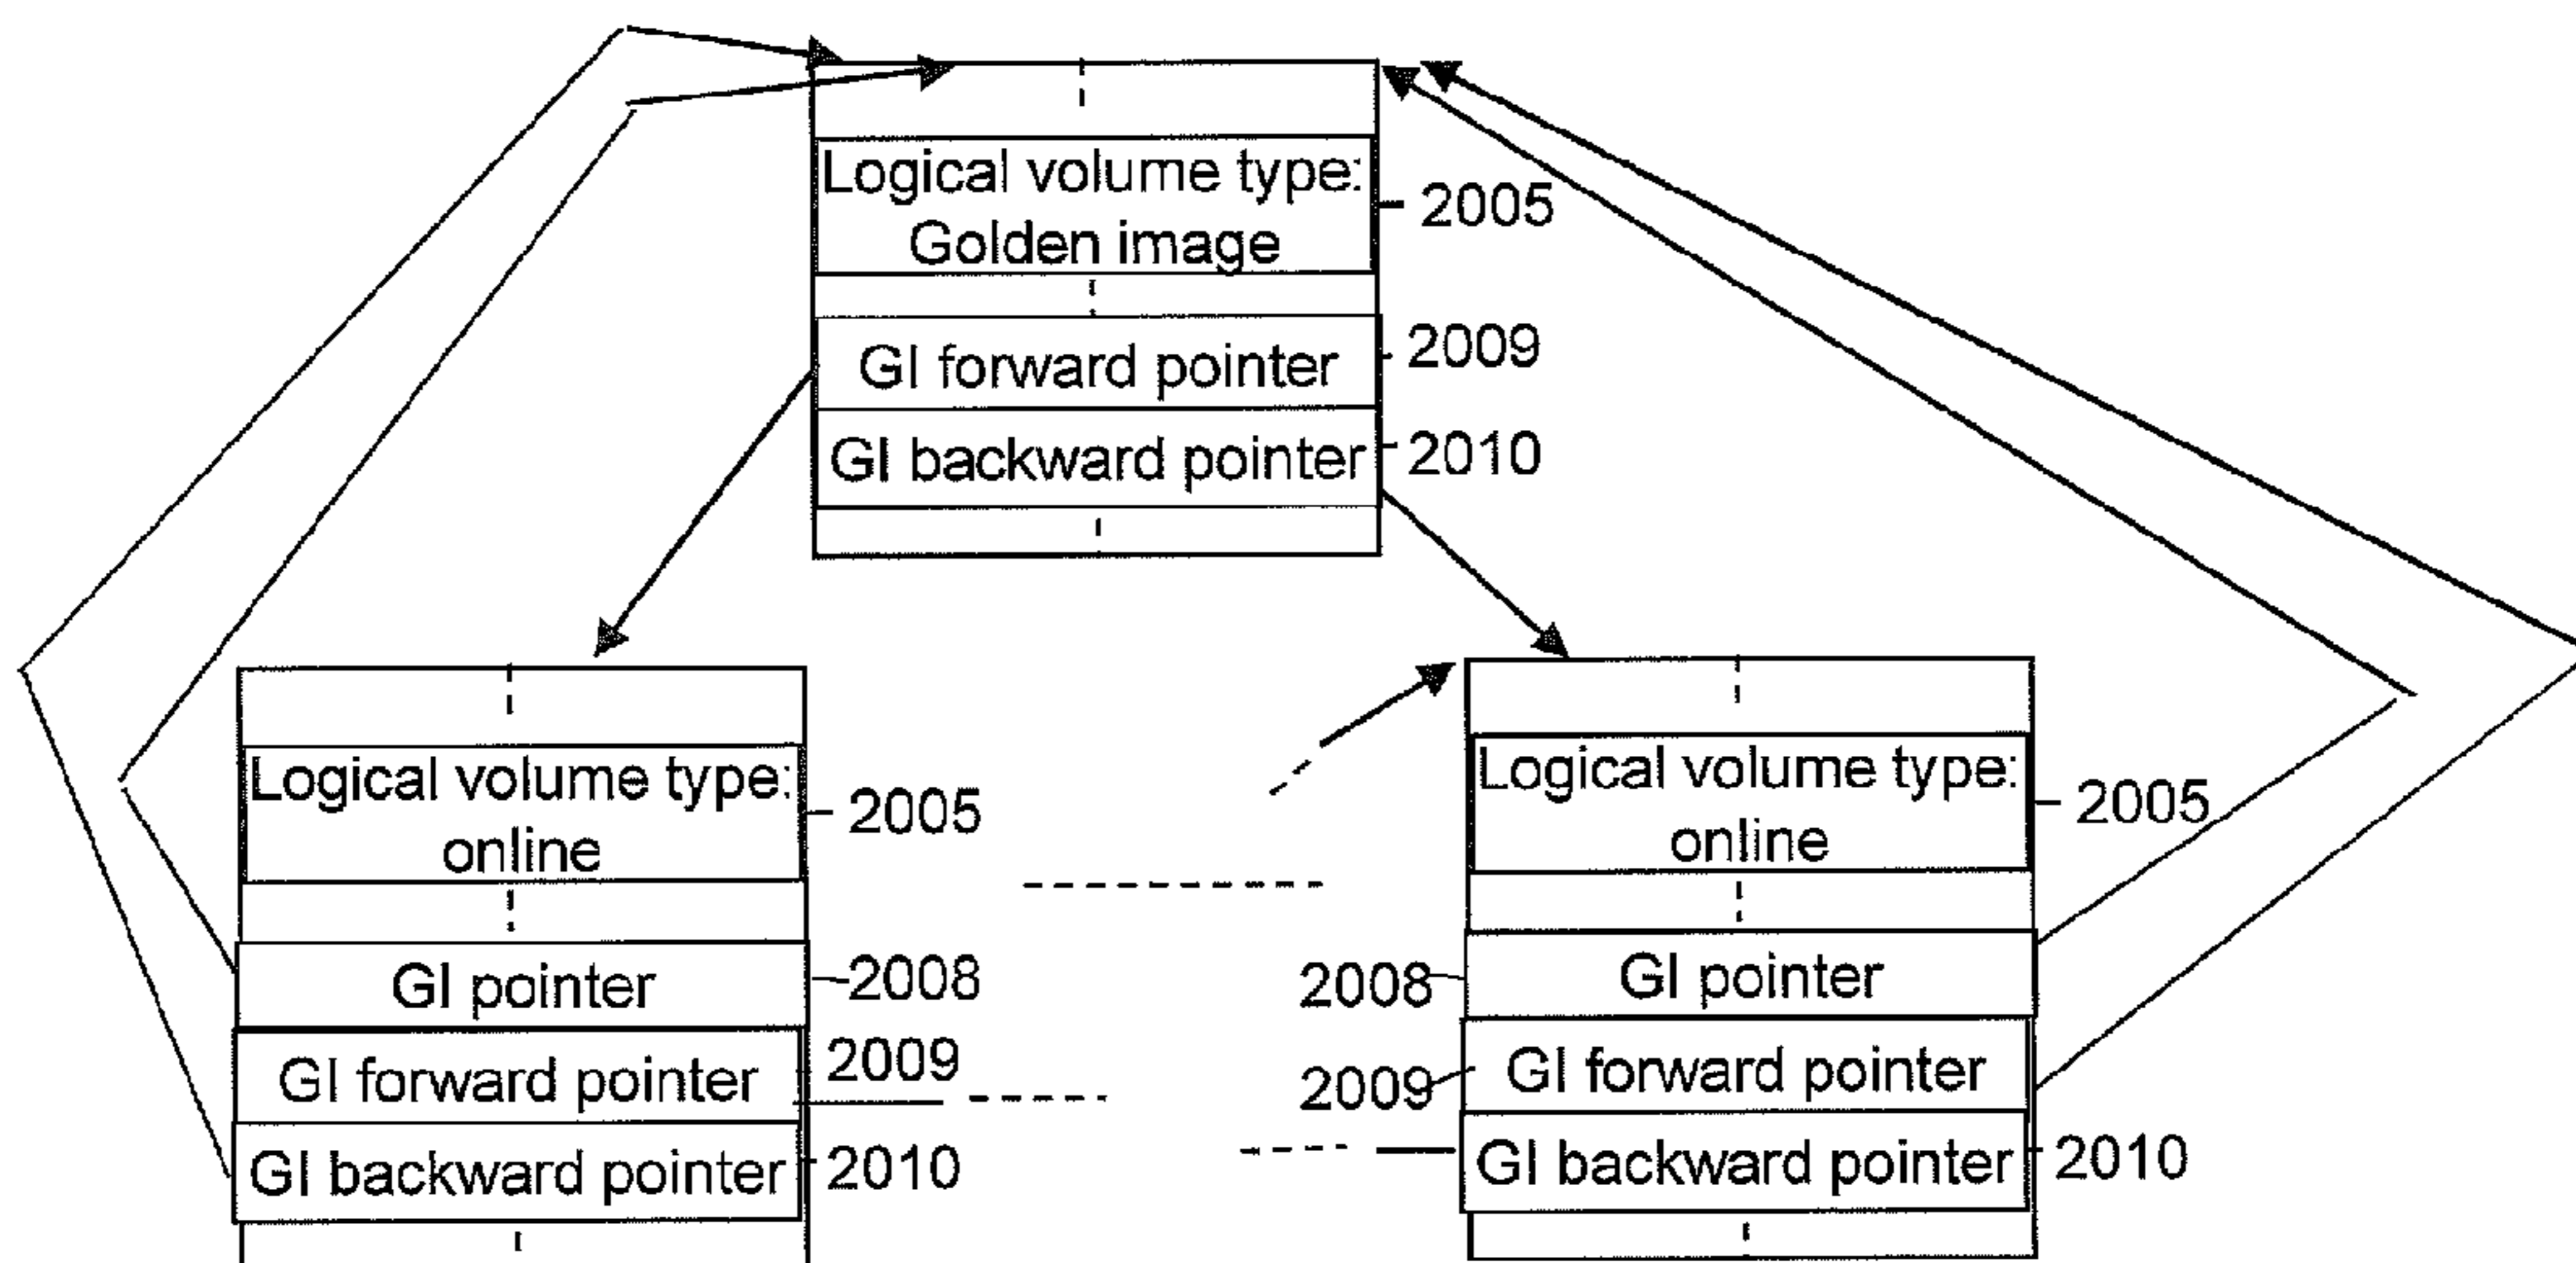 Logical volume type:
Golden image
2005
GI forward pointer
2009
GI backward pointer
2010
Logical volume type:
online
2005
GI pointer
2008
GI forward pointer
2009
GI backward pointer
2010
Logical volume type:
online
2005
2008
GI pointer
2009
GI forward pointer
GI backward pointer
2010